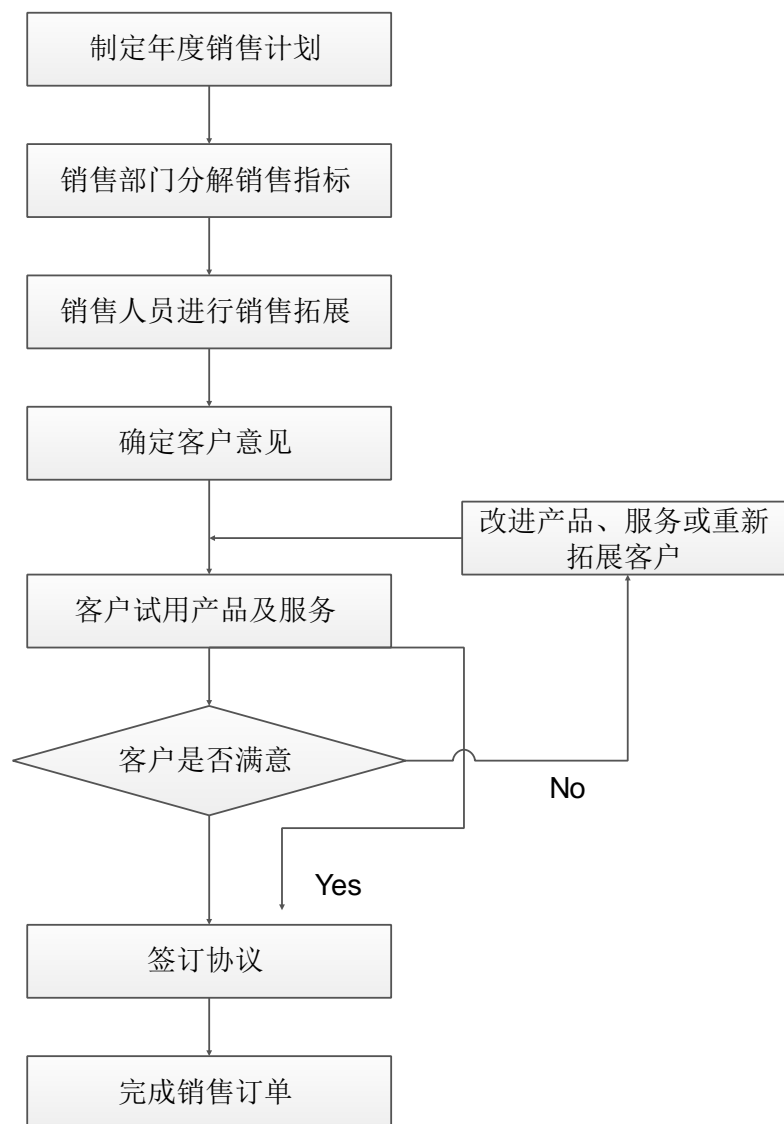 制定年度销售计划
销售部门分解销售指标
销售人员进行销售拓展
确定客户意见
改进产品、服务或重新
拓展客户
客户试用产品及服务
客户是否满意
No
Yes
签订协议
完成销售订单